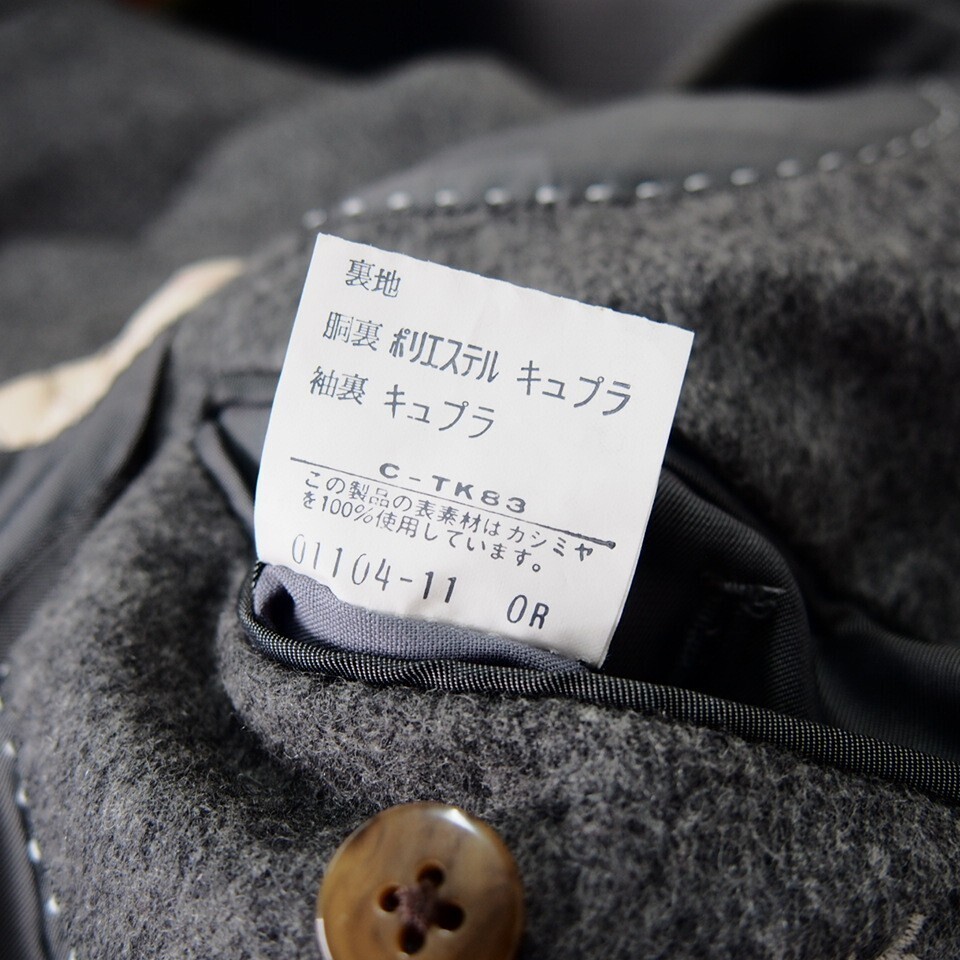 裏地
胴裏 ポリエステル キュプラ
袖裏 キュプラ
C-TK83
この製品の表素材はカシミヤ
を100%使用しています。
01104-11 OR